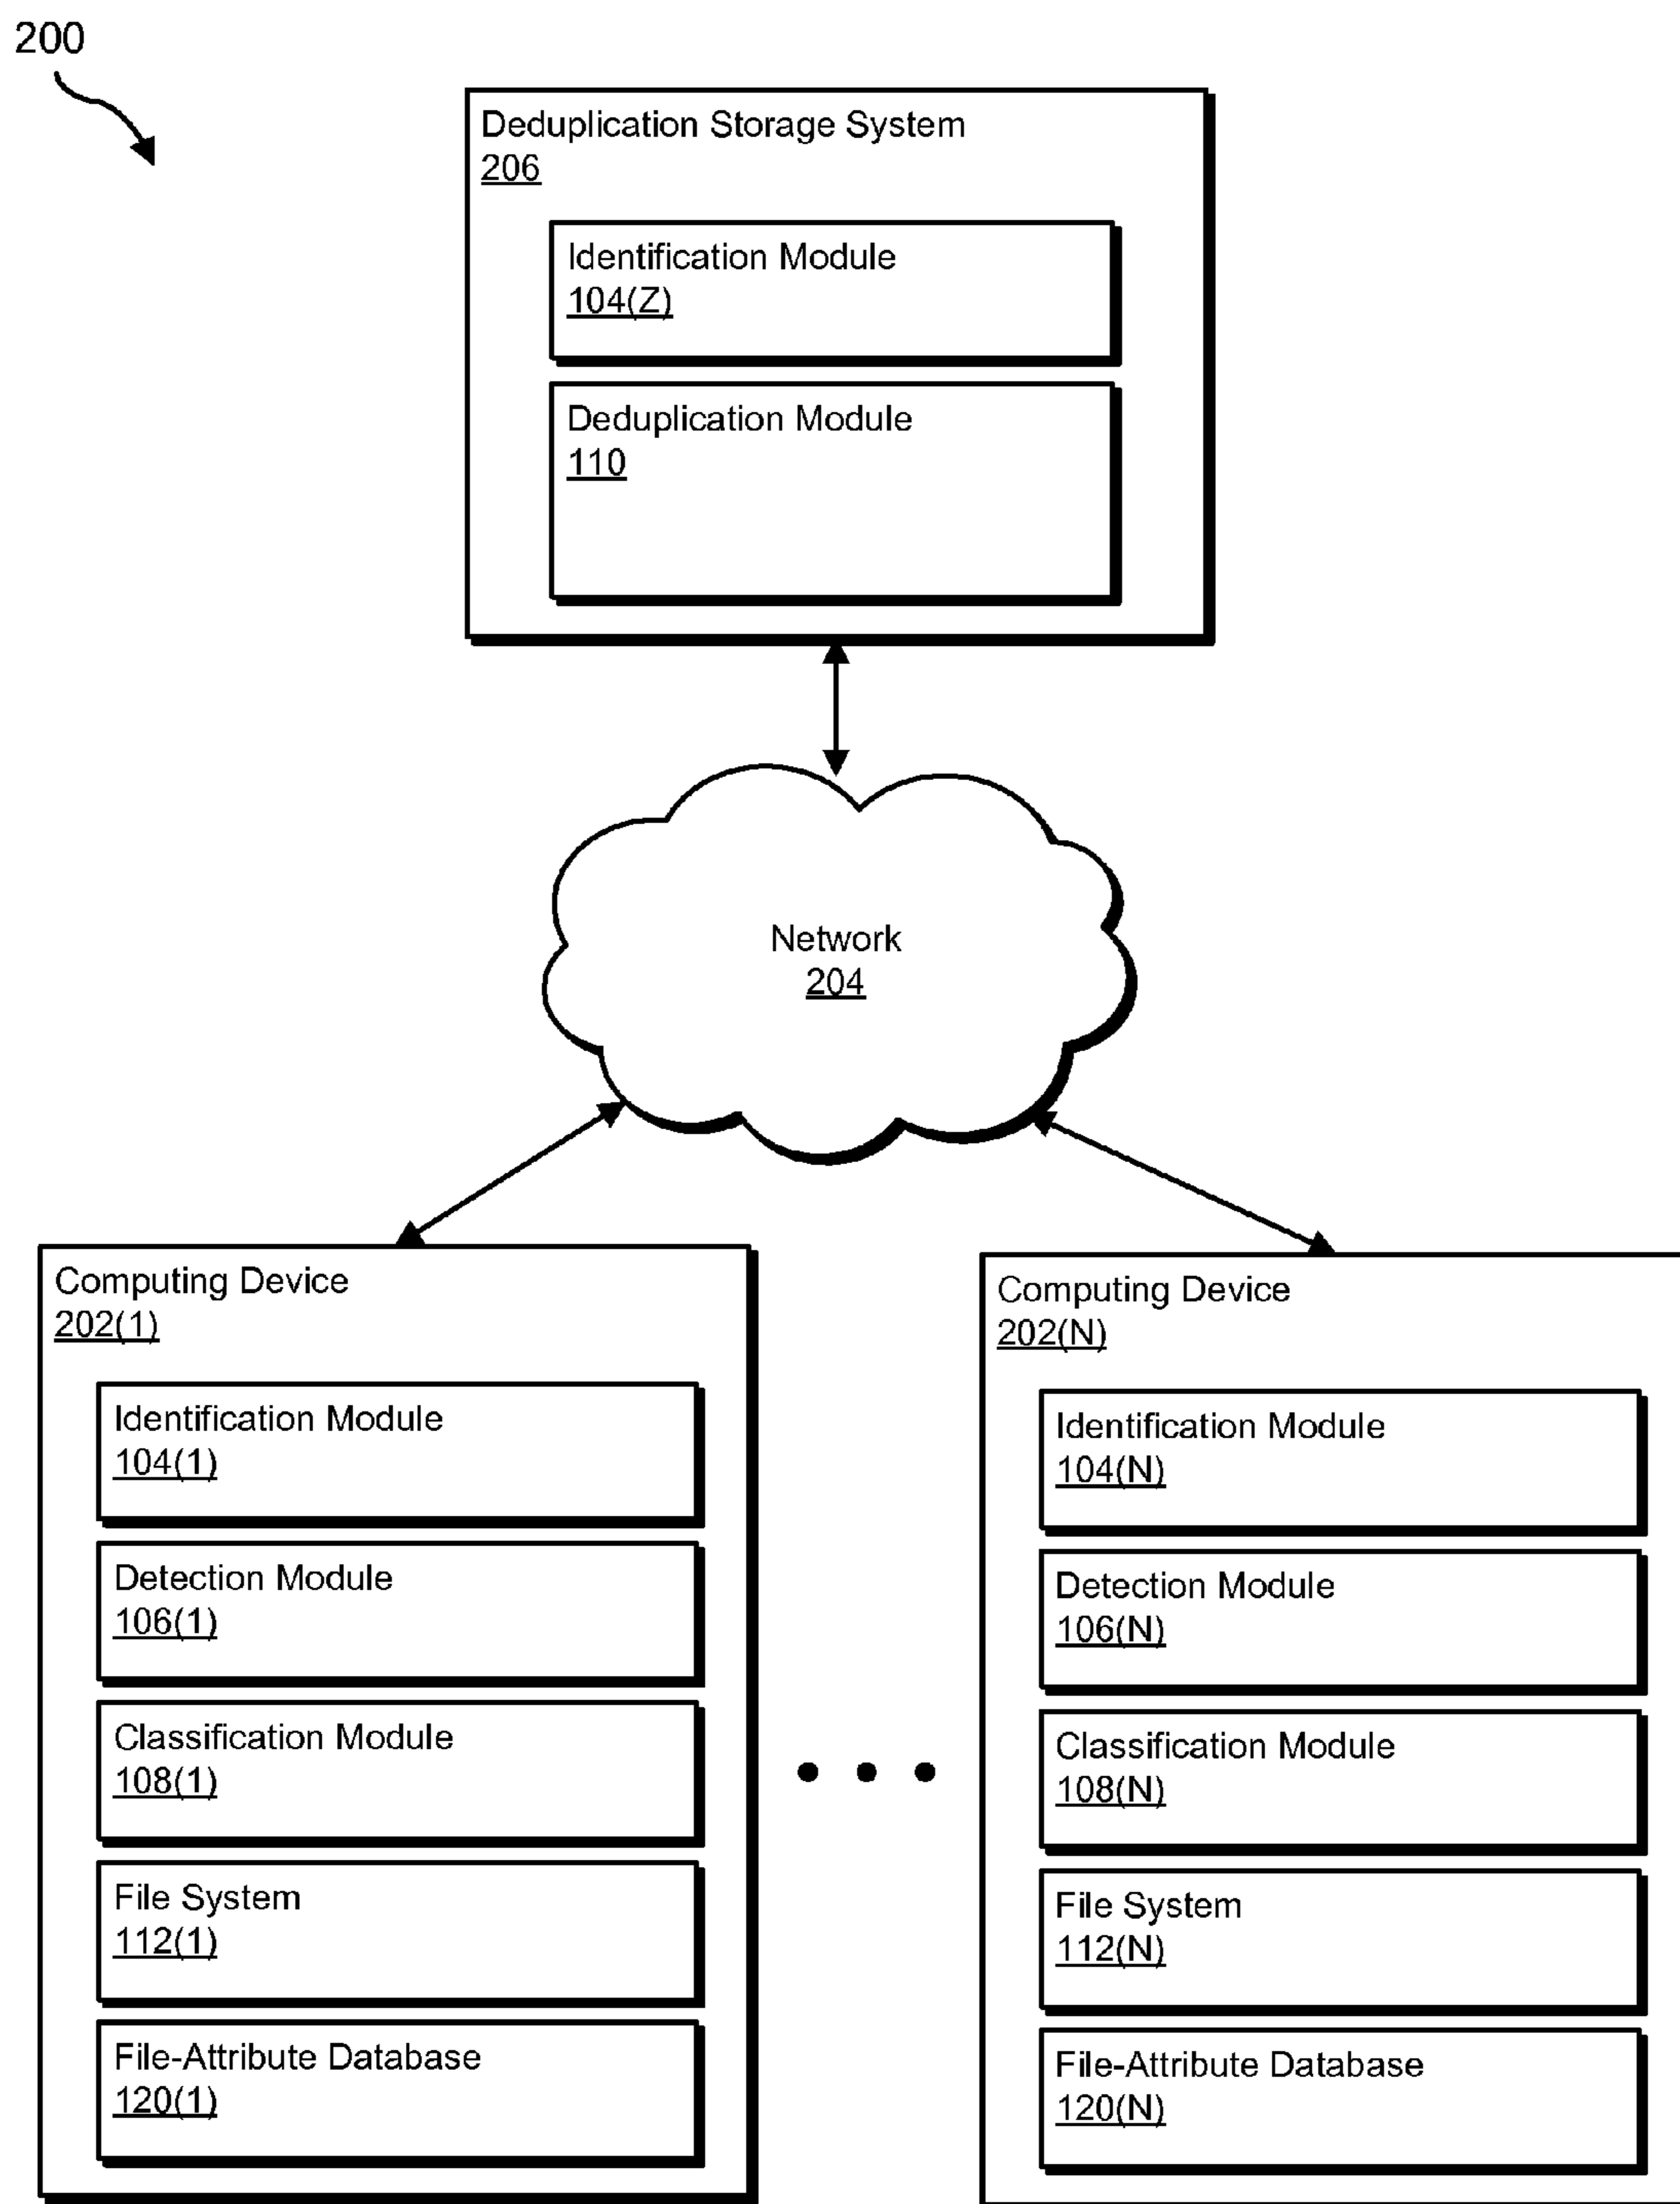 200
Deduplication Storage System
206
Identification Module
104(Z)
Deduplication Module
110
Network
204
Computing Device
202(1)
Identification Module
104(1)
Detection Module
106(1)
Classification Module
108(1)
File System
112(1)
File-Attribute Database
120(1)
Computing Device
202(N)
Identification Module
104(N)
Detection Module
106(N)
Classification Module
108(N)
File System
112(N)
File-Attribute Database
120(N)